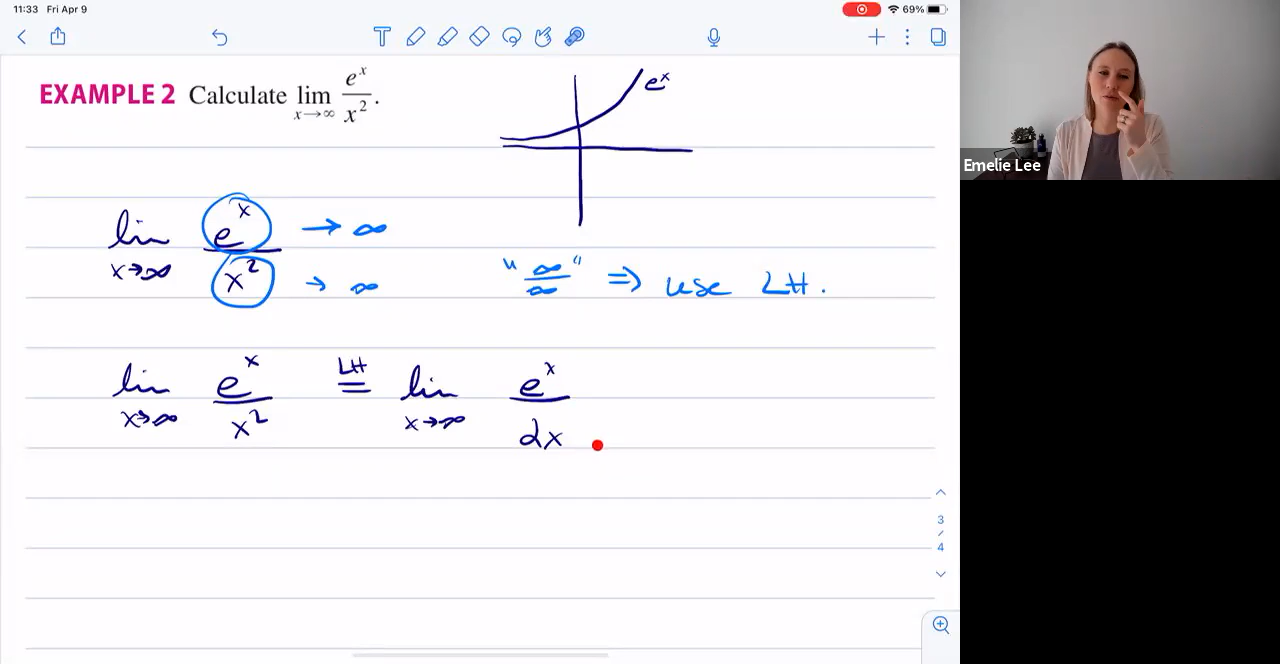 11:33 Fri Apr 9
69%
EXAMPLE 2 Calculate lim x→∞ e^x / x^2 .
e^x
lim x→∞ e^x / x^2 → ∞ → ∞
" ∞/∞ " ⇒ use LH.
lim x→∞ e^x / x^2 LH = lim x→∞ e^x / 2x
3 / 4
Emelie Lee